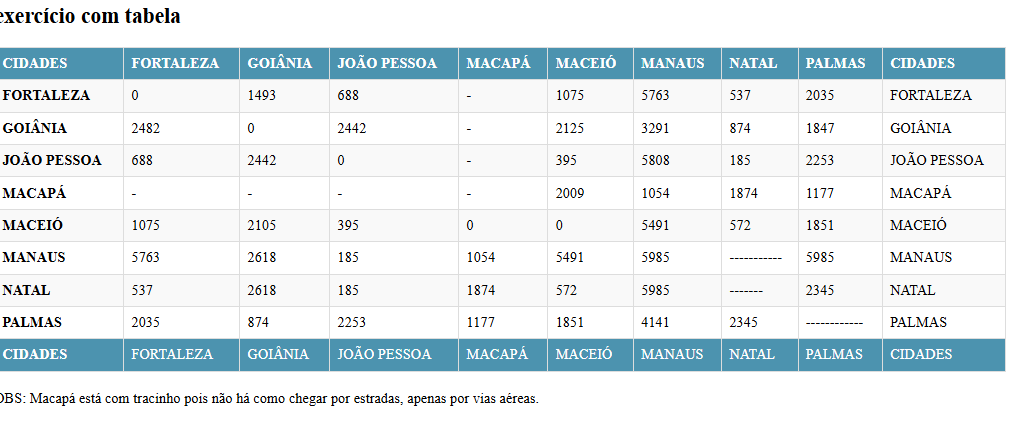 exercício com tabela
CIDADES FORTALEZA GOIÂNIA JOÃO PESSOA MACAPÁ MACEIÓ MANAUS NATAL PALMAS CIDADES
FORTALEZA 0 1493 688 - 1075 5763 537 2035 FORTALEZA
GOIÂNIA 2482 0 2442 - 2125 3291 874 1847 GOIÂNIA
JOÃO PESSOA 688 2442 0 - 395 5808 185 2253 JOÃO PESSOA
MACAPÁ - - - - 2009 1054 1874 1177 MACAPÁ
MACEIÓ 1075 2105 395 0 0 5491 572 1851 MACEIÓ
MANAUS 5763 2618 185 1054 5491 5985 ----------- 5985 MANAUS
NATAL 537 2618 185 1874 572 5985 ------- 2345 NATAL
PALMAS 2035 874 2253 1177 1851 4141 2345 ------------ PALMAS
CIDADES FORTALEZA GOIÂNIA JOÃO PESSOA MACAPÁ MACEIÓ MANAUS NATAL PALMAS CIDADES
OBS: Macapá está com tracinho pois não há como chegar por estradas, apenas por vias aéreas.